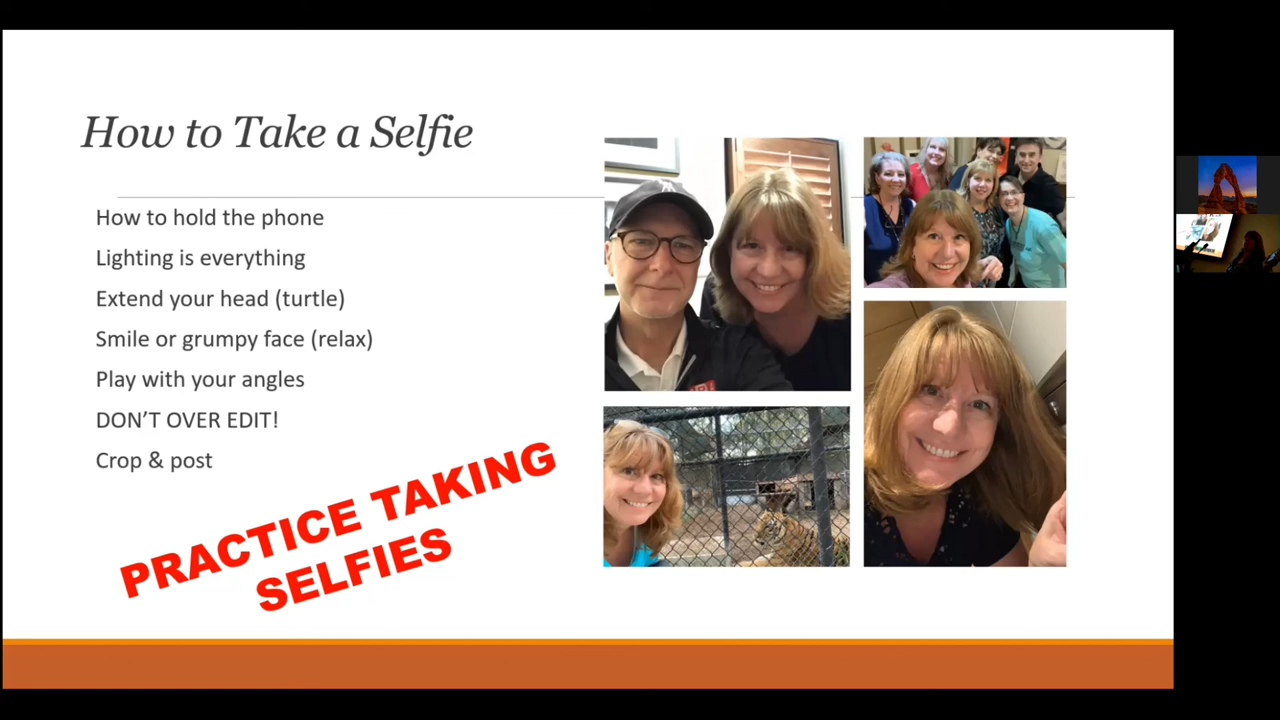 How to Take a Selfie
How to hold the phone
Lighting is everything
Extend your head (turtle)
Smile or grumpy face (relax)
Play with your angles
DON'T OVER EDIT!
Crop & post
PRACTICE TAKING
SELFIES